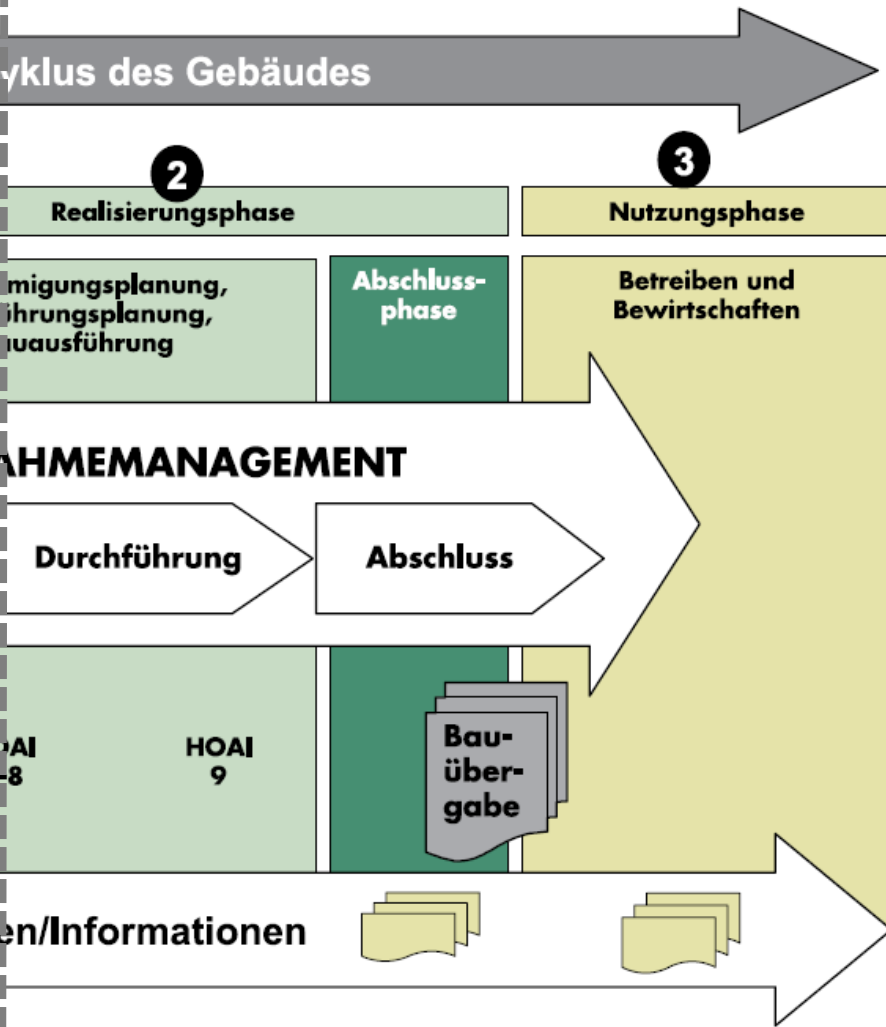 yklus des Gebäudes
2
Realisierungsphase
3
Nutzungsphase
migungsplanung,
ührungsplanung,
uausführung
Abschluss-
phase
Betreiben und
Bewirtschaften
AHMEMANAGEMENT
Durchführung
Abschluss
OAI
-8
HOAI
9
Bau-
über-
gabe
en/Informationen